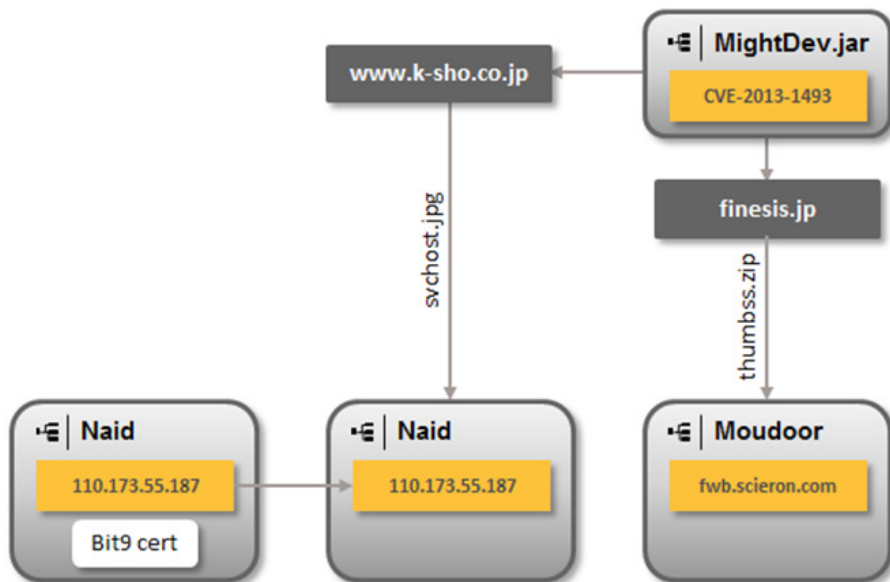 MightDev.jar
www.k-sho.co.jp
CVE-2013-1493
finesis.jp
svchost.jpg
thumbss.zip
Naid
Naid
Moudoor
110.173.55.187
110.173.55.187
fwb.scieron.com
Bit9 cert